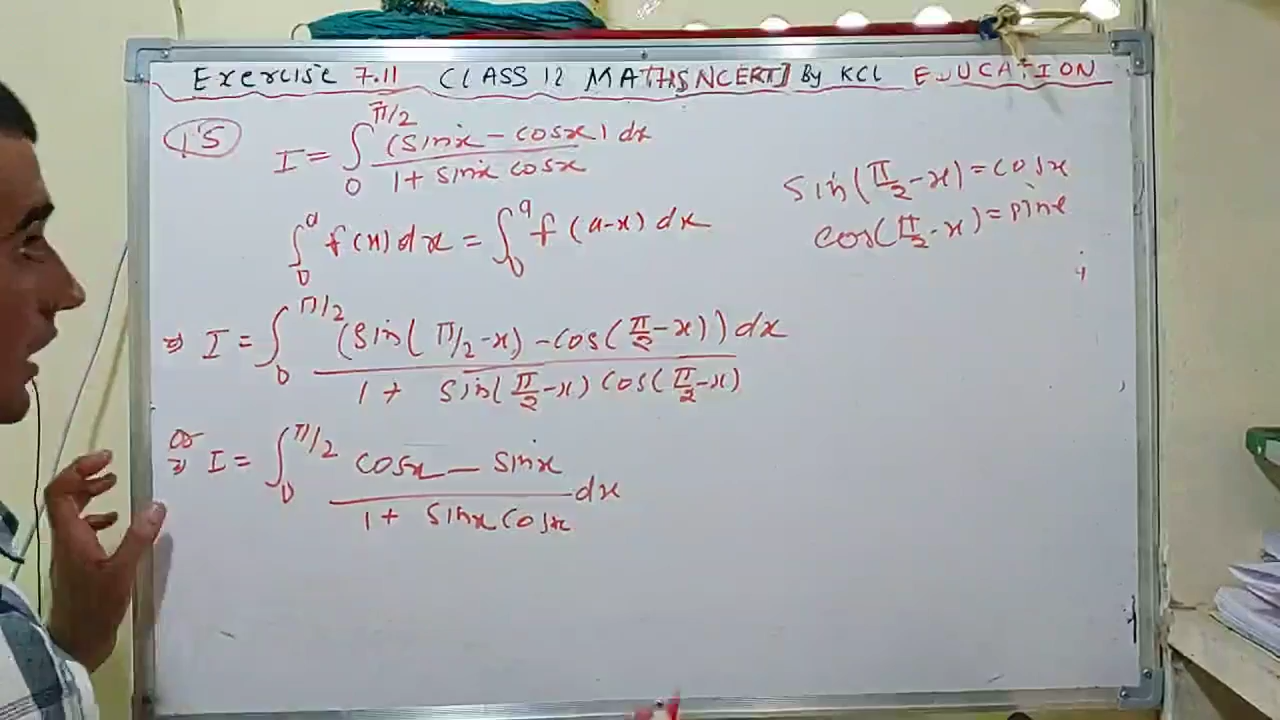 Exercise 7.11 CLASS 12 MATHS[NCERT] By KCL EDUCATION
15 I = ∫₀^π/2 (sinx - cosx) dx / 1 + sinx cosx
sin(π/2 - x) = cosx
∫₀^a f(x) dx = ∫₀^a f(a-x) dx
cos(π/2 - x) = sinx
⇒ I = ∫₀^π/2 (sin(π/2 - x) - cos(π/2 - x)) dx / 1 + sin(π/2 - x) cos(π/2 - x)
or ⇒ I = ∫₀^π/2 cosx - sinx / 1 + sinx cosx dx